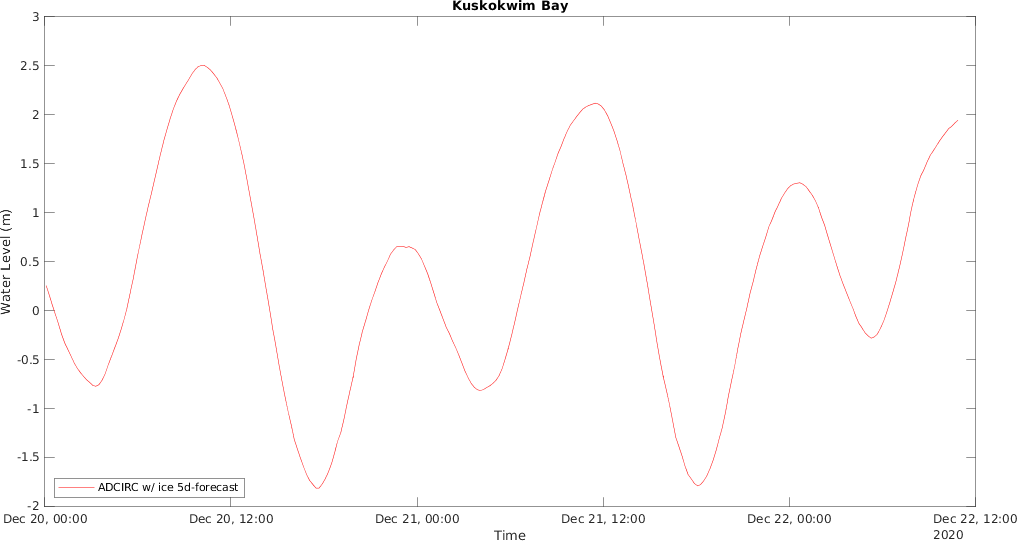 Kuskokwim Bay
3
2.5
2
1.5
1
0.5
0
-0.5
-1
-1.5
-2
Water Level (m)
ADCIRC w/ ice 5d-forecast
Dec 20, 00:00 Dec 20, 12:00 Dec 21, 00:00 Dec 21, 12:00 Dec 22, 00:00 Dec 22, 12:00
Time
2020